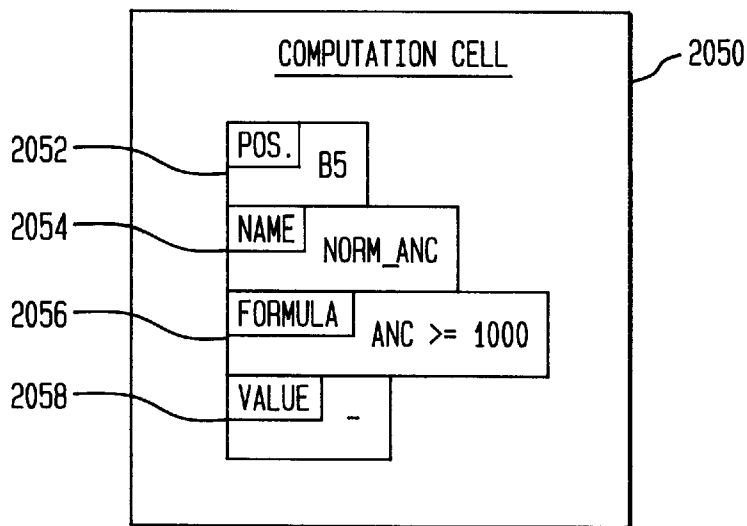 COMPUTATION CELL
2050
2052
POS.
B5
2054
NAME
NORM_ANC
2056
FORMULA
ANC >= 1000
2058
VALUE
-